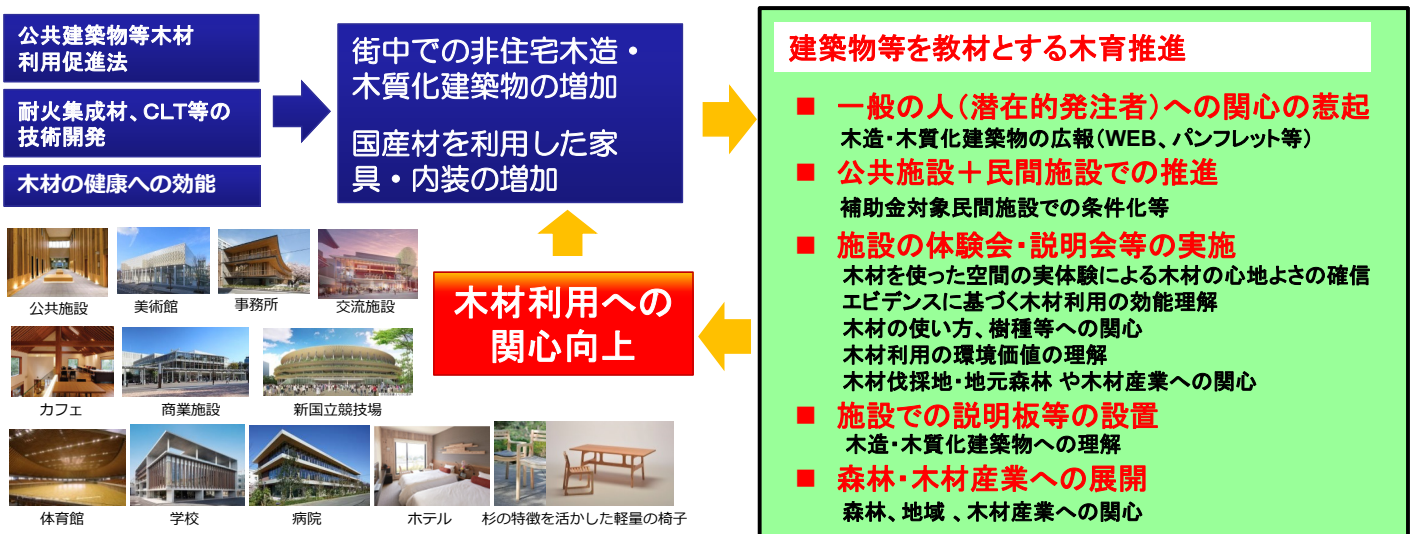 公共建築物等木材
利用促進法
耐火集成材、CLT等の
技術開発
木材の健康への効能
街中での非住宅木造・
木質化建築物の増加
国産材を利用した家
具・内装の増加
木材利用への
関心向上
公共施設
美術館
事務所
交流施設
カフェ
商業施設
新国立競技場
体育館
学校
病院
ホテル
杉の特徴を活かした軽量の椅子
建築物等を教材とする木育推進
■ 一般の人(潜在的発注者)への関心の惹起
木造・木質化建築物の広報(WEB、パンフレット等)
■ 公共施設+民間施設での推進
補助金対象民間施設での条件化等
■ 施設の体験会・説明会等の実施
木材を使った空間の実体験による木材の心地よさの確信
エビデンスに基づく木材利用の効能理解
木材の使い方、樹種等への関心
木材利用の環境価値の理解
木材伐採地・地元森林 や木材産業への関心
■ 施設での説明板等の設置
木造・木質化建築物への理解
■ 森林・木材産業への展開
森林、地域 、木材産業への関心